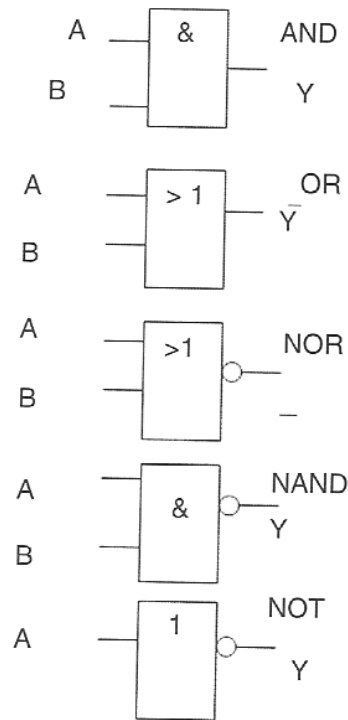 A & AND
B Y
A > 1 OR
B Y
A >1 NOR
B
A NAND
B & Y
1 NOT
A Y